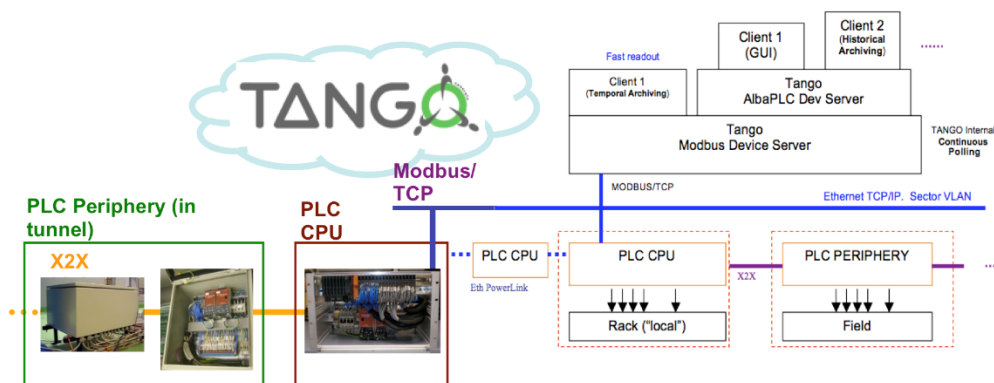 TANGO
Fast readout
Client 1
(Temporal Archiving)
Client 1
(GUI)
Client 2
(Historical
Archiving)
......
Tango
AlbaPLC Dev Server
Tango
Modbus Device Server
TANGO Internal
Continuous
Polling
MODBUS/TCP
Modbus/
TCP
Ethernet TCP/IP. Sector VLAN
PLC Periphery (in
tunnel)
X2X
PLC
CPU
PLC CPU
Eth PowerLink
PLC CPU
X2X
PLC PERIPHERY
Rack ("local")
Field